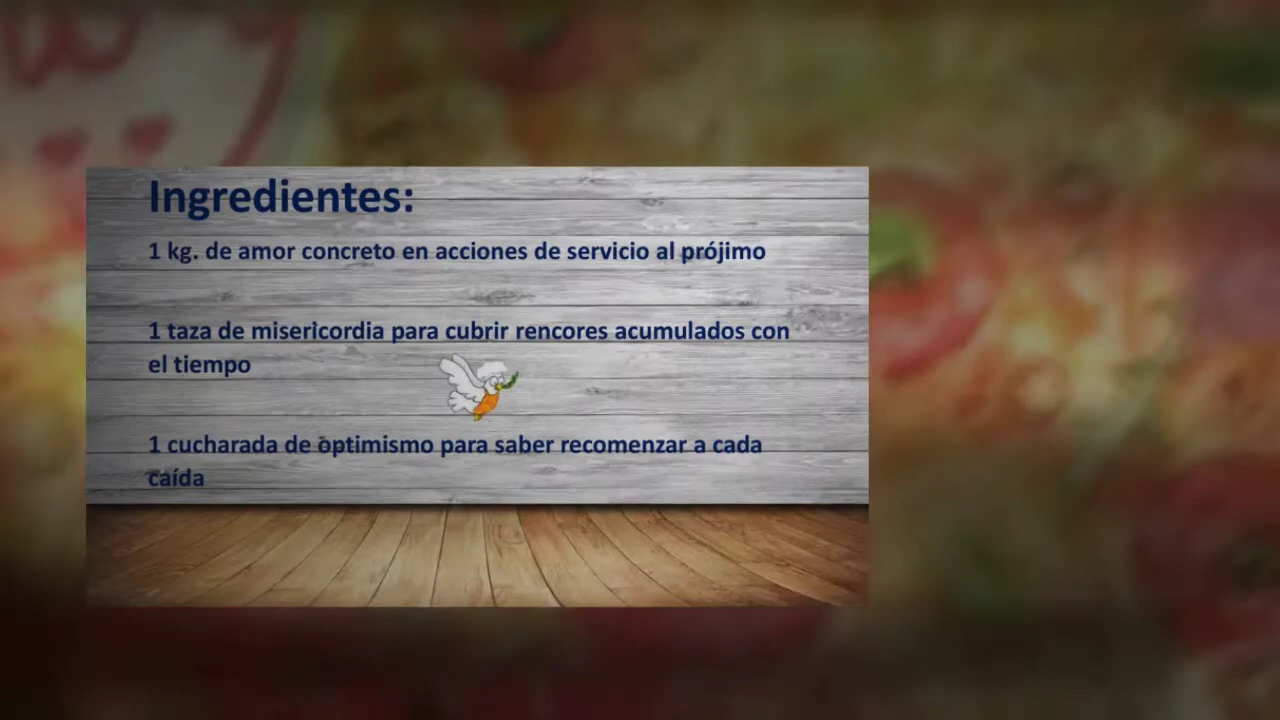 Ingredientes:
1 kg. de amor concreto en acciones de servicio al prójimo
1 taza de misericordia para cubrir rencores acumulados con
el tiempo
1 cucharada de optimismo para saber recomenzar a cada
caída